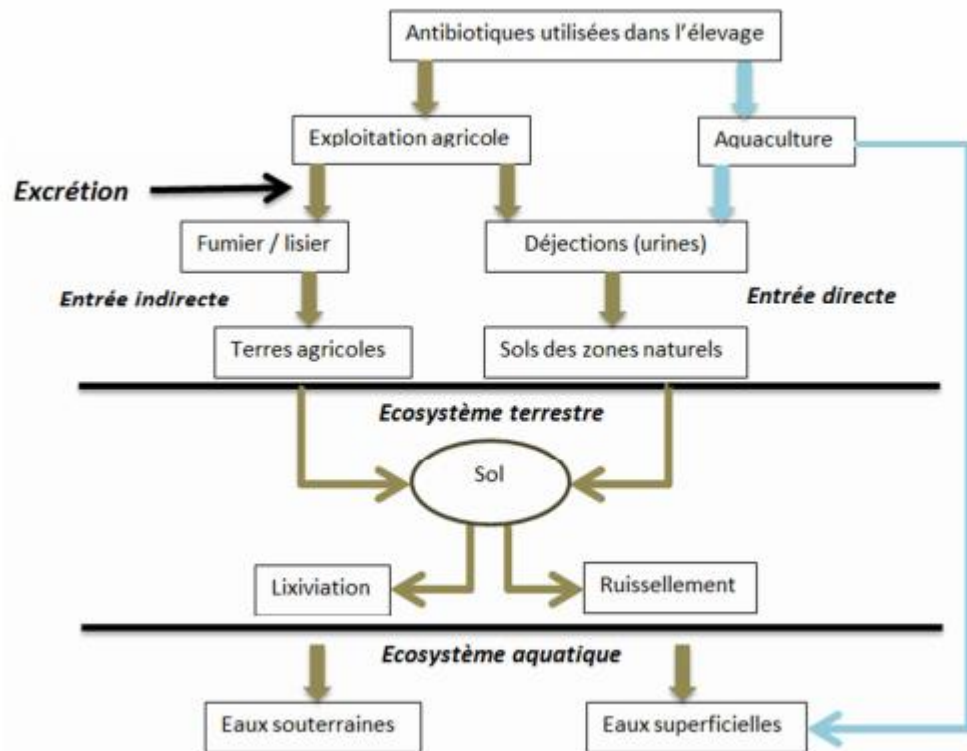 Antibiotiques utilisées dans l'élevage
Exploitation agricole
Aquaculture
Excrétion
Fumier / lisier
Déjections (urines)
Entrée indirecte
Entrée directe
Terres agricoles
Sols des zones naturels
Ecosystème terrestre
Sol
Lixiviation
Ruissellement
Ecosystème aquatique
Eaux souterraines
Eaux superficielles